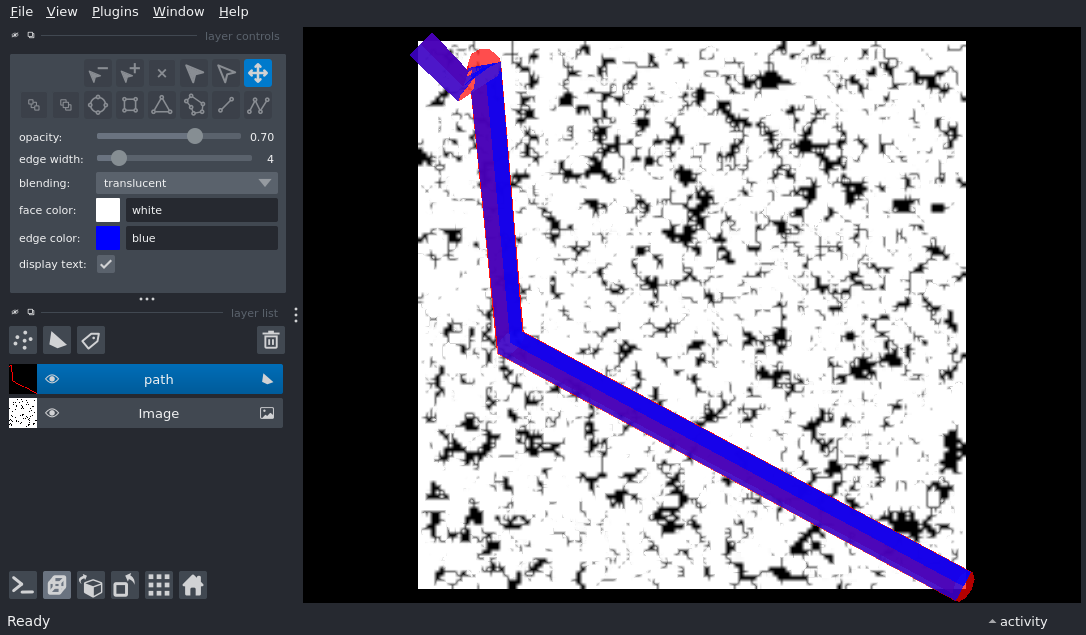 File View Plugins Window Help
layer controls
opacity: 0.70
edge width: 4
blending: translucent
face color: white
edge color: blue
display text:
layer list
path
Image
Ready
activity